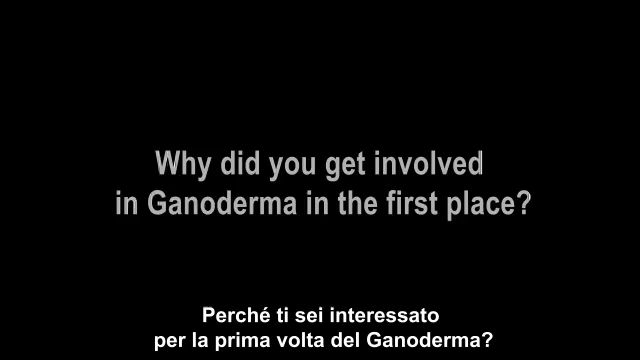 Why did you get involved
in Ganoderma in the first place?
Perché ti sei interessato
per la prima volta del Ganoderma?